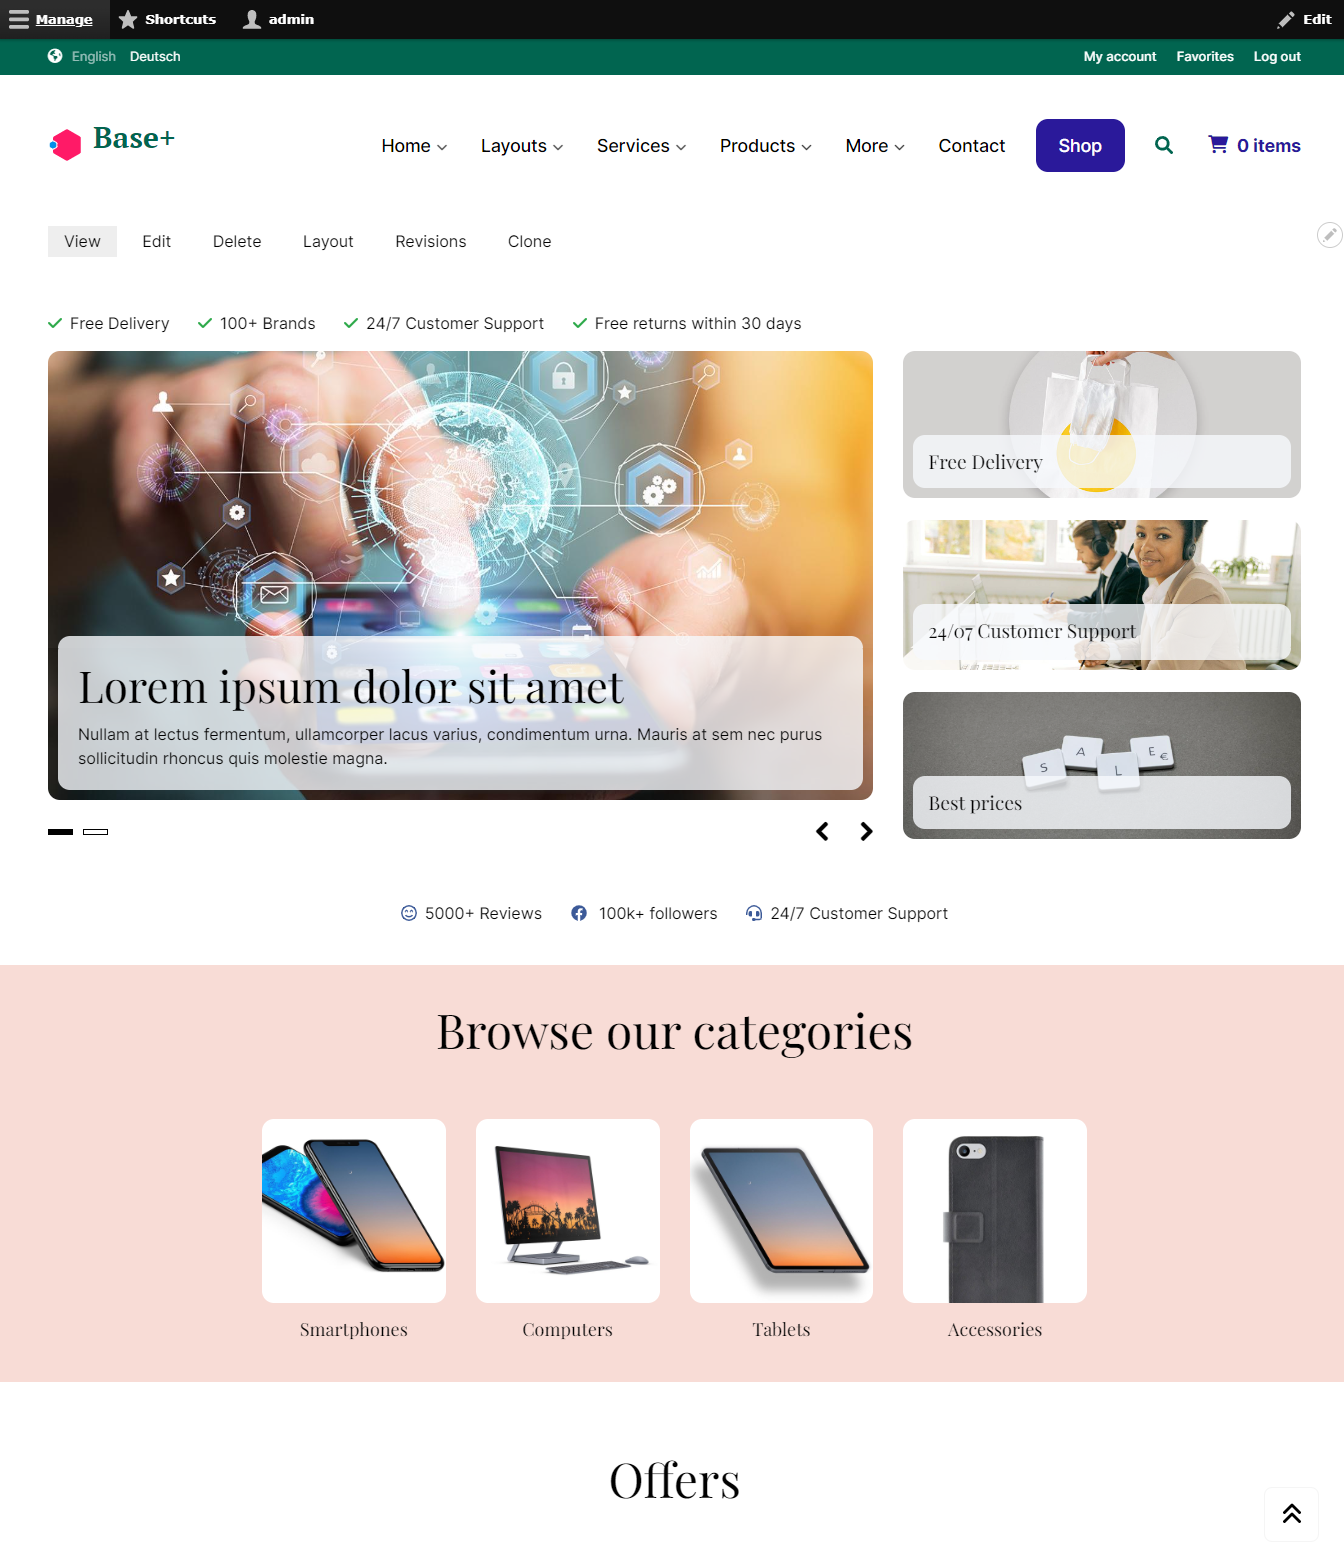 Manage
Shortcuts
admin
Edit
English
Deutsch
My account
Favorites
Log out
Base+
Home
Layouts
Services
Products
More
Contact
Shop
0 items
View
Edit
Delete
Layout
Revisions
Clone
Free Delivery
100+ Brands
24/7 Customer Support
Free returns within 30 days
Lorem ipsum dolor sit amet
Nullam at lectus fermentum, ullamcorper lacus varius, condimentum urna. Mauris at sem nec purus
sollicitudin rhoncus quis molestie magna.
Free Delivery
24/07 Customer Support
S A L E €
Best prices
5000+ Reviews
100k+ followers
24/7 Customer Support
Browse our categories
Smartphones
Computers
Tablets
Accessories
Offers